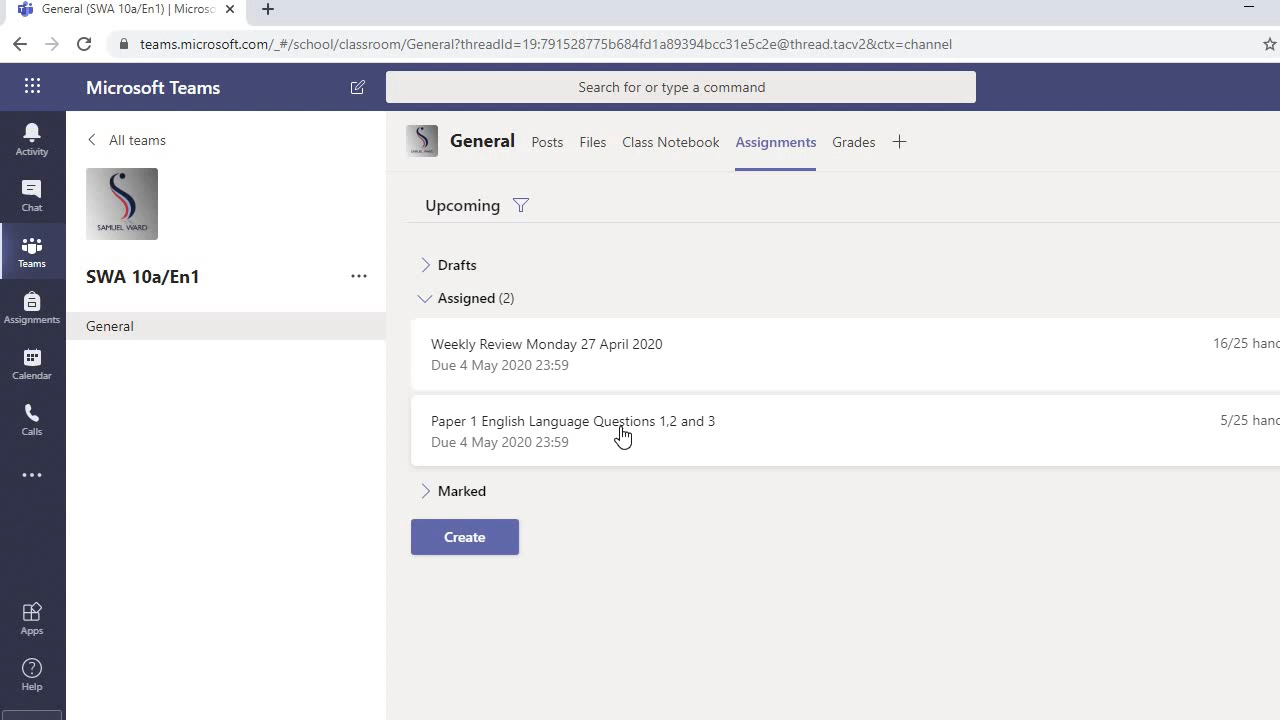 General (SWA 10a/En1) | Microso
teams.microsoft.com/_#/school/classroom/General?threadId=19:791528775b684fd1a89394bcc31e5c2e@thread.tacv2&ctx=channel
Microsoft Teams
Search for or type a command
Activity
Chat
Teams
Assignments
Calendar
Calls
Apps
Help
All teams
SAMUEL WARD
SWA 10a/En1
General
General
Posts
Files
Class Notebook
Assignments
Grades
Upcoming
Drafts
Assigned (2)
Weekly Review Monday 27 April 2020
16/25 hand
Due 4 May 2020 23:59
Paper 1 English Language Questions 1,2 and 3
5/25 hand
Due 4 May 2020 23:59
Marked
Create